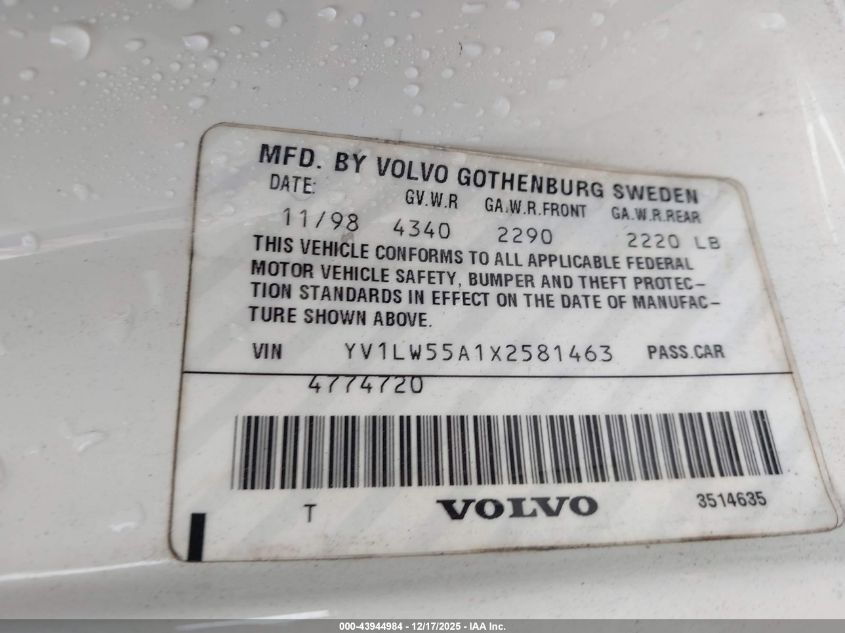 MFD. BY VOLVO GOTHENBURG SWEDEN
DATE: GV.W.R GA.W.R.FRONT GA.W.R.REAR
11/98 4340 2290 2220 LB
THIS VEHICLE CONFORMS TO ALL APPLICABLE FEDERAL
MOTOR VEHICLE SAFETY, BUMPER AND THEFT PROTEC-
TION STANDARDS IN EFFECT ON THE DATE OF MANUFAC-
TURE SHOWN ABOVE.
VIN YV1LW55A1X2581463 PASS.CAR
4774720
T VOLVO 3514635
000-43944984 - 12/17/2025 - IAA Inc.